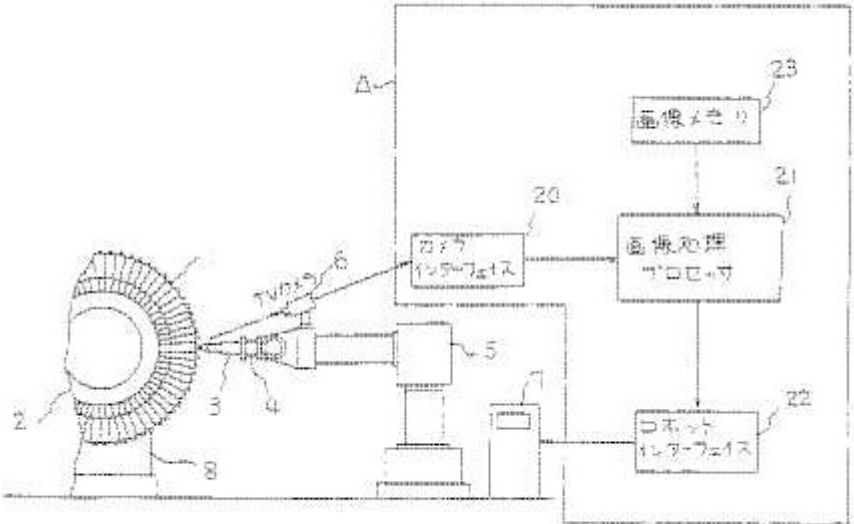 A
23
画像メモリ
21
20
画像処理
プロセッサ
カメラ
インターフェイス
1
TVカメラ
6
5
7
3
4
2
8
22
ロボット
インターフェイス